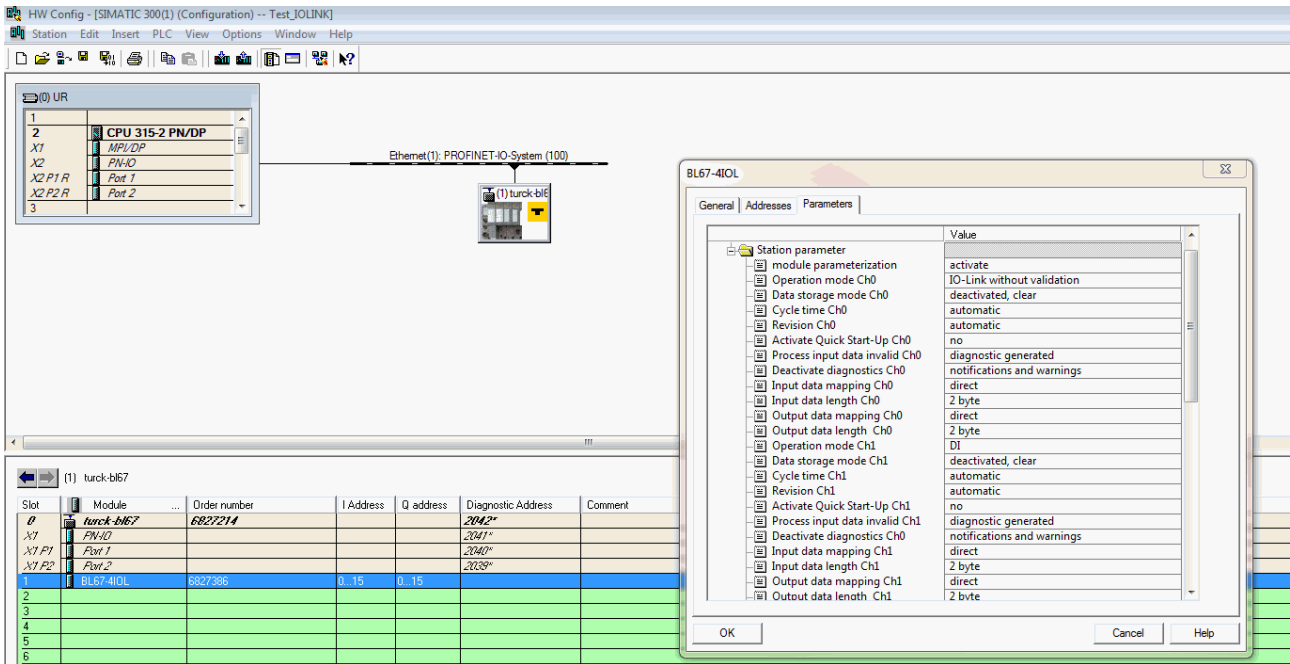 HW Config - [SIMATIC 300(1) (Configuration) -- Test_IOLINK]
Station Edit Insert PLC View Options Window Help
(0) UR
1
2 CPU 315-2 PN/DP
X1 MPI/DP
X2 PN-IO
X2 P1 R Port 1
X2 P2 R Port 2
3
Ethernet(1): PROFINET-IO-System (100)
(1) turck-bl6
BL67-4IOL
General Addresses Parameters
Value
Station parameter
module parameterization activate
Operation mode Ch0 IO-Link without validation
Data storage mode Ch0 deactivated, clear
Cycle time Ch0 automatic
Revision Ch0 automatic
Activate Quick Start-Up Ch0 no
Process input data invalid Ch0 diagnostic generated
Deactivate diagnostics Ch0 notifications and warnings
Input data mapping Ch0 direct
Input data length Ch0 2 byte
Output data mapping Ch0 direct
Output data length Ch0 2 byte
Operation mode Ch1 DI
Data storage mode Ch1 deactivated, clear
Cycle time Ch1 automatic
Revision Ch1 automatic
Activate Quick Start-Up Ch1 no
Process input data invalid Ch1 diagnostic generated
Deactivate diagnostics Ch0 notifications and warnings
Input data mapping Ch1 direct
Input data length Ch1 2 byte
Output data mapping Ch1 direct
Output data length Ch1 2 byte
OK Cancel Help
(1) turck-bl67
Slot Module ... Order number I Address Q address Diagnostic Address Comment
0 turck-bl67 6827214 2042*
X1 PN-IO 2041*
X1 P1 Port 1 2040*
X1 P2 Port 2 2039*
1 BL67-4IOL 6827386 0...15 0...15
2
3
4
5
6